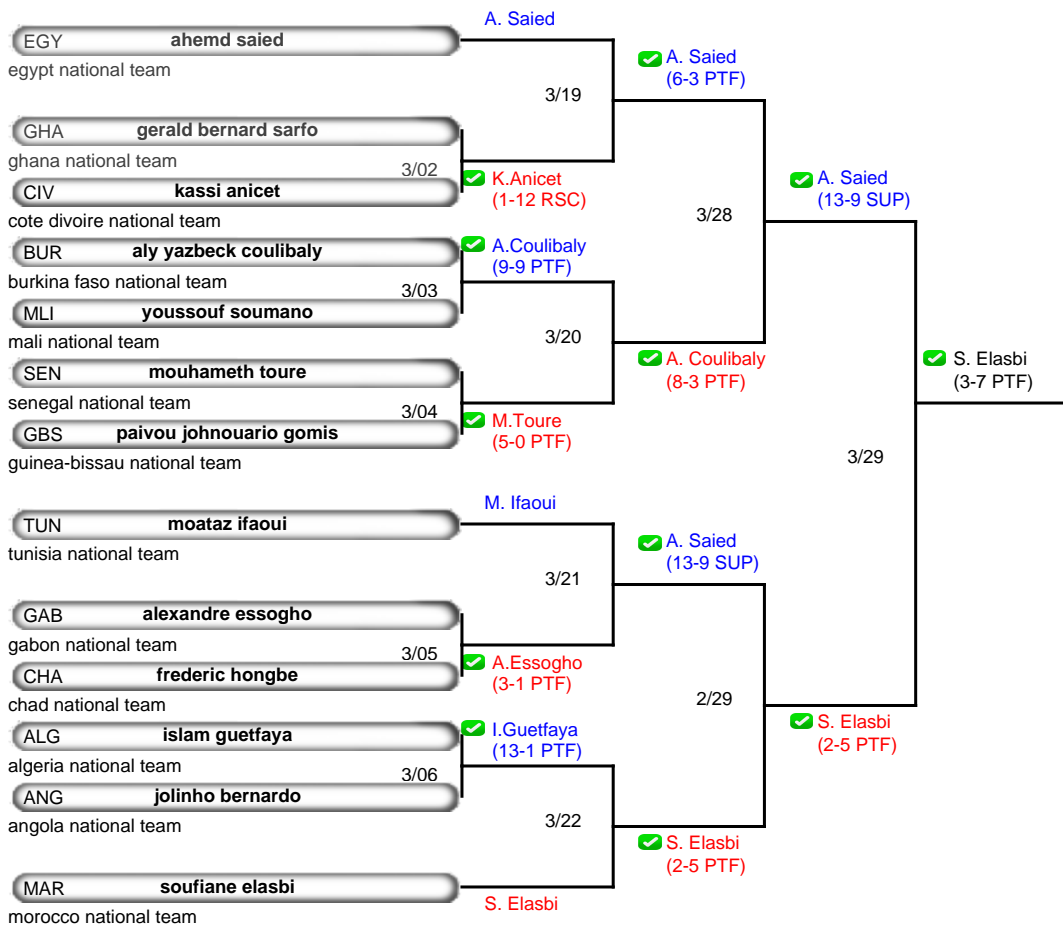 EGY ahemd saied
egypt national team
GHA gerald bernard sarfo
ghana national team
3/02
CIV kassi anicet
cote divoire national team
BUR aly yazbeck coulibaly
burkina faso national team
3/03
MLI youssouf soumano
mali national team
SEN mouhameth toure
senegal national team
3/04
GBS paivou johnouario gomis
guinea-bissau national team
TUN moataz ifaoui
tunisia national team
GAB alexandre essogho
gabon national team
3/05
CHA frederic hongbe
chad national team
ALG islam guetfaya
algeria national team
3/06
ANG jolinho bernardo
angola national team
MAR soufiane elasbi
morocco national team
A. Saied
3/19
K.Anicet
(1-12 RSC)
A.Coulibaly
(9-9 PTF)
3/20
M.Toure
(5-0 PTF)
M. Ifaoui
3/21
A.Essogho
(3-1 PTF)
I.Guetfaya
(13-1 PTF)
3/22
S. Elasbi
A. Saied
(6-3 PTF)
3/28
A. Coulibaly
(8-3 PTF)
A. Saied
(13-9 SUP)
2/29
S. Elasbi
(2-5 PTF)
A. Saied
(13-9 SUP)
3/29
S. Elasbi
(2-5 PTF)
S. Elasbi
(3-7 PTF)